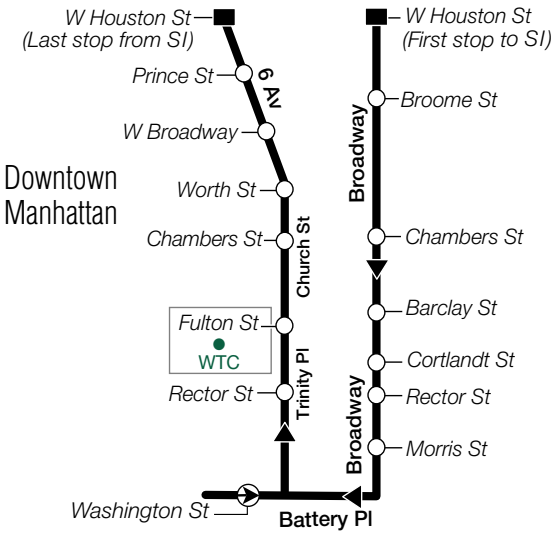 W Houston St
(Last stop from SI)
Prince St
6 Av
W Broadway
Downtown
Manhattan
Worth St
Chambers St
Church St
Fulton St
WTC
Trinity Pl
Rector St
Washington St
Battery Pl
W Houston St
(First stop to SI)
Broome St
Broadway
Chambers St
Barclay St
Cortlandt St
Broadway
Rector St
Morris St